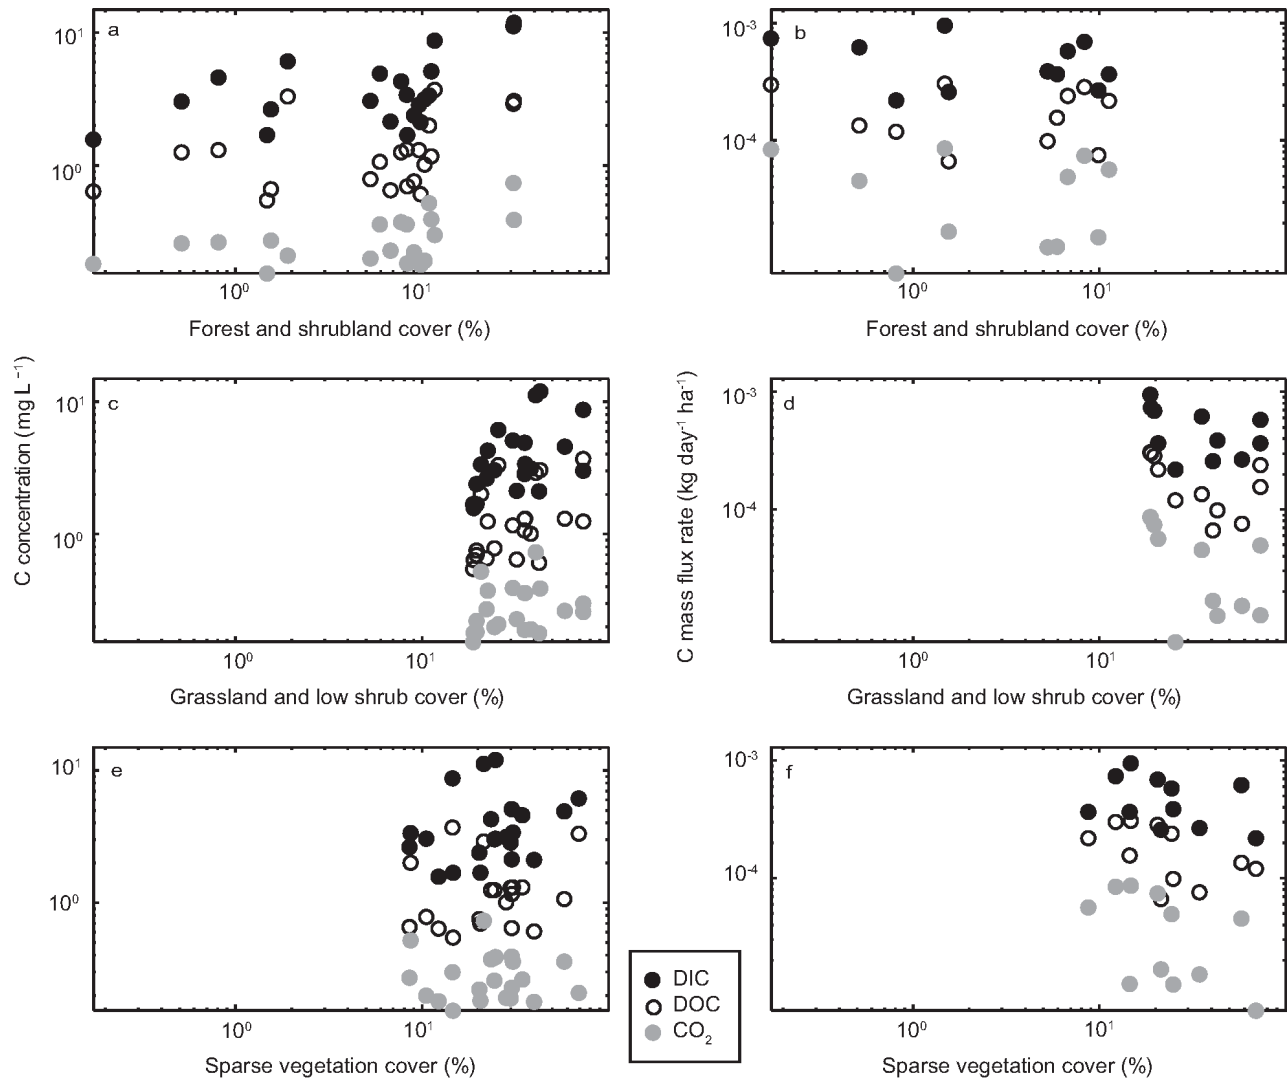 a
10¹
10⁰
10⁰ 10¹
Forest and shrubland cover (%)
b
10⁻³
10⁻⁴
10⁰ 10¹
Forest and shrubland cover (%)
C concentration (mg L⁻¹)
c
10¹
10⁰
10⁰ 10¹
Grassland and low shrub cover (%)
C mass flux rate (kg day⁻¹ ha⁻¹)
d
10⁻³
10⁻⁴
10⁰ 10¹
Grassland and low shrub cover (%)
e
10¹
10⁰
10⁰ 10¹
Sparse vegetation cover (%)
DIC
DOC
CO₂
f
10⁻³
10⁻⁴
10⁰ 10¹
Sparse vegetation cover (%)